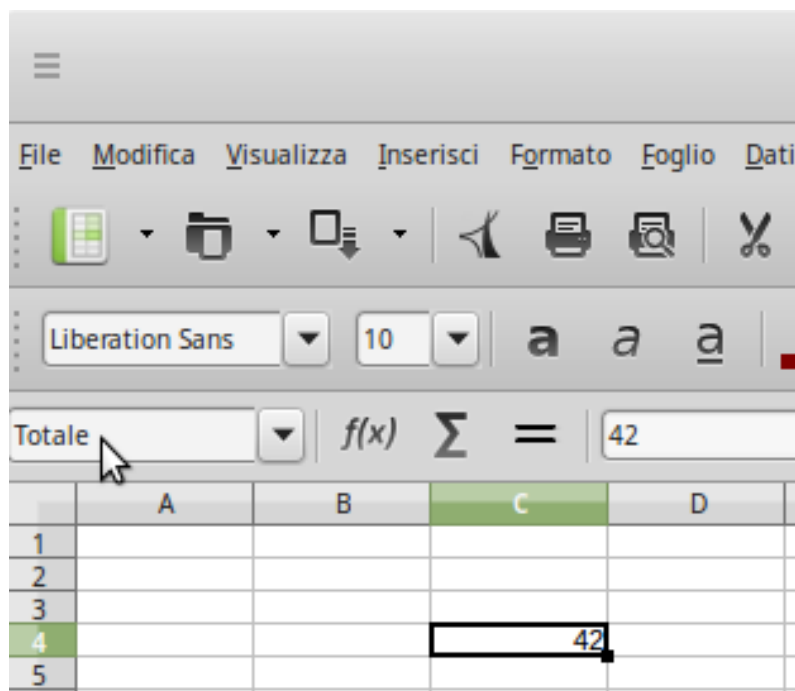 File Modifica Visualizza Inserisci Formato Foglio Dati
Liberation Sans 10 a a a
Totale f(x) Σ = 42
A B C D
1
2
3
4 42
5